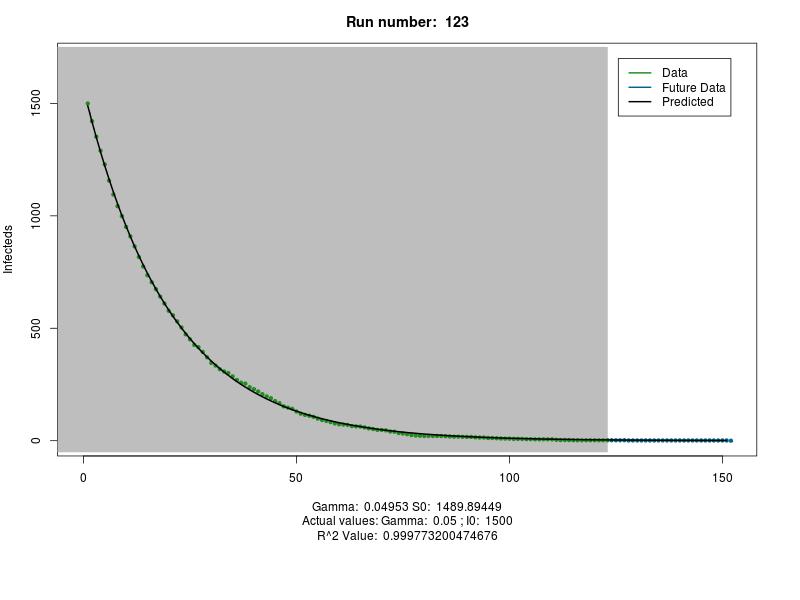 Run number:  123
Data
Future Data
Predicted
1500
1000
500
0
Infecteds
0
50
100
150
Gamma:  0.04953 S0:  1489.89449
Actual values: Gamma:  0.05 ; I0:  1500
R^2 Value:  0.999773200474676